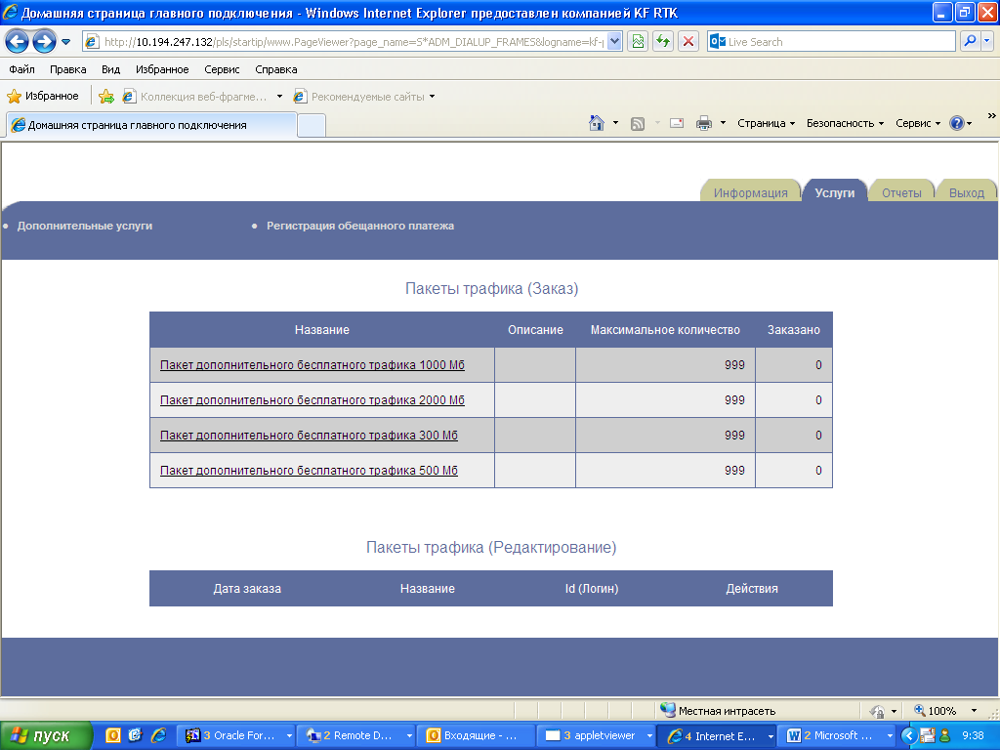 Домашняя страница главного подключения - Windows Internet Explorer предоставлен компанией KF RTK
http://10.194.247.132/pls/startip/www.PageViewer?page_name=S*ADM_DIALUP_FRAMES&logname=kf-
Live Search
Файл Правка Вид Избранное Сервис Справка
Избранное Коллекция веб-фрагме... Рекомендуемые сайты
Домашняя страница главного подключения Страница Безопасность Сервис »
Информация Услуги Отчеты Выход
• Дополнительные услуги • Регистрация обещанного платежа
Пакеты трафика (Заказ)
Название Описание Максимальное количество Заказано
Пакет дополнительного бесплатного трафика 1000 Мб 999 0
Пакет дополнительного бесплатного трафика 2000 Мб 999 0
Пакет дополнительного бесплатного трафика 300 Мб 999 0
Пакет дополнительного бесплатного трафика 500 Мб 999 0
Пакеты трафика (Редактирование)
Дата заказа Название Id (Логин) Действия
Местная интрасеть 100%
пуск 3 Oracle For... 2 Remote D... Входящие - ... 3 appletviewer 4 Internet E... 2 Microsoft ... 9:38